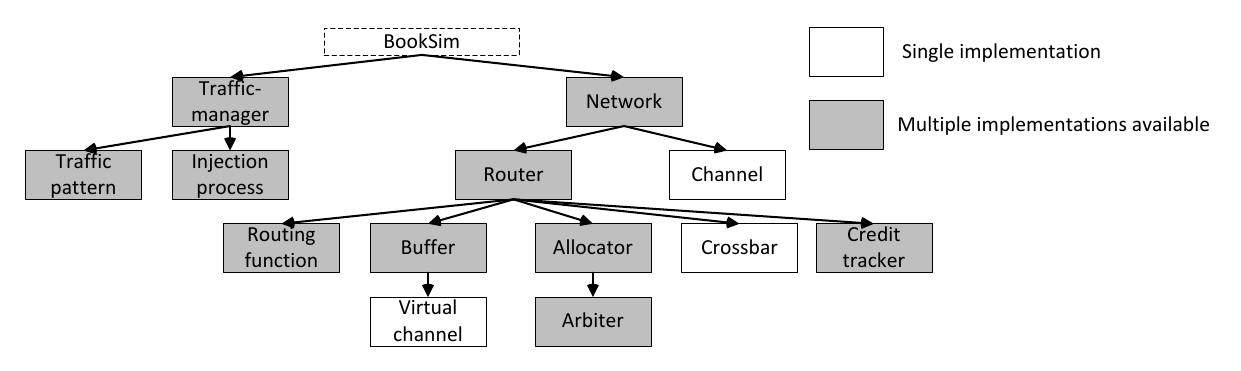 BookSim
Single implementation
Traffic-
manager
Network
Multiple implementations available
Traffic
pattern
Injection
process
Router
Channel
Routing
function
Buffer
Allocator
Crossbar
Credit
tracker
Virtual
channel
Arbiter